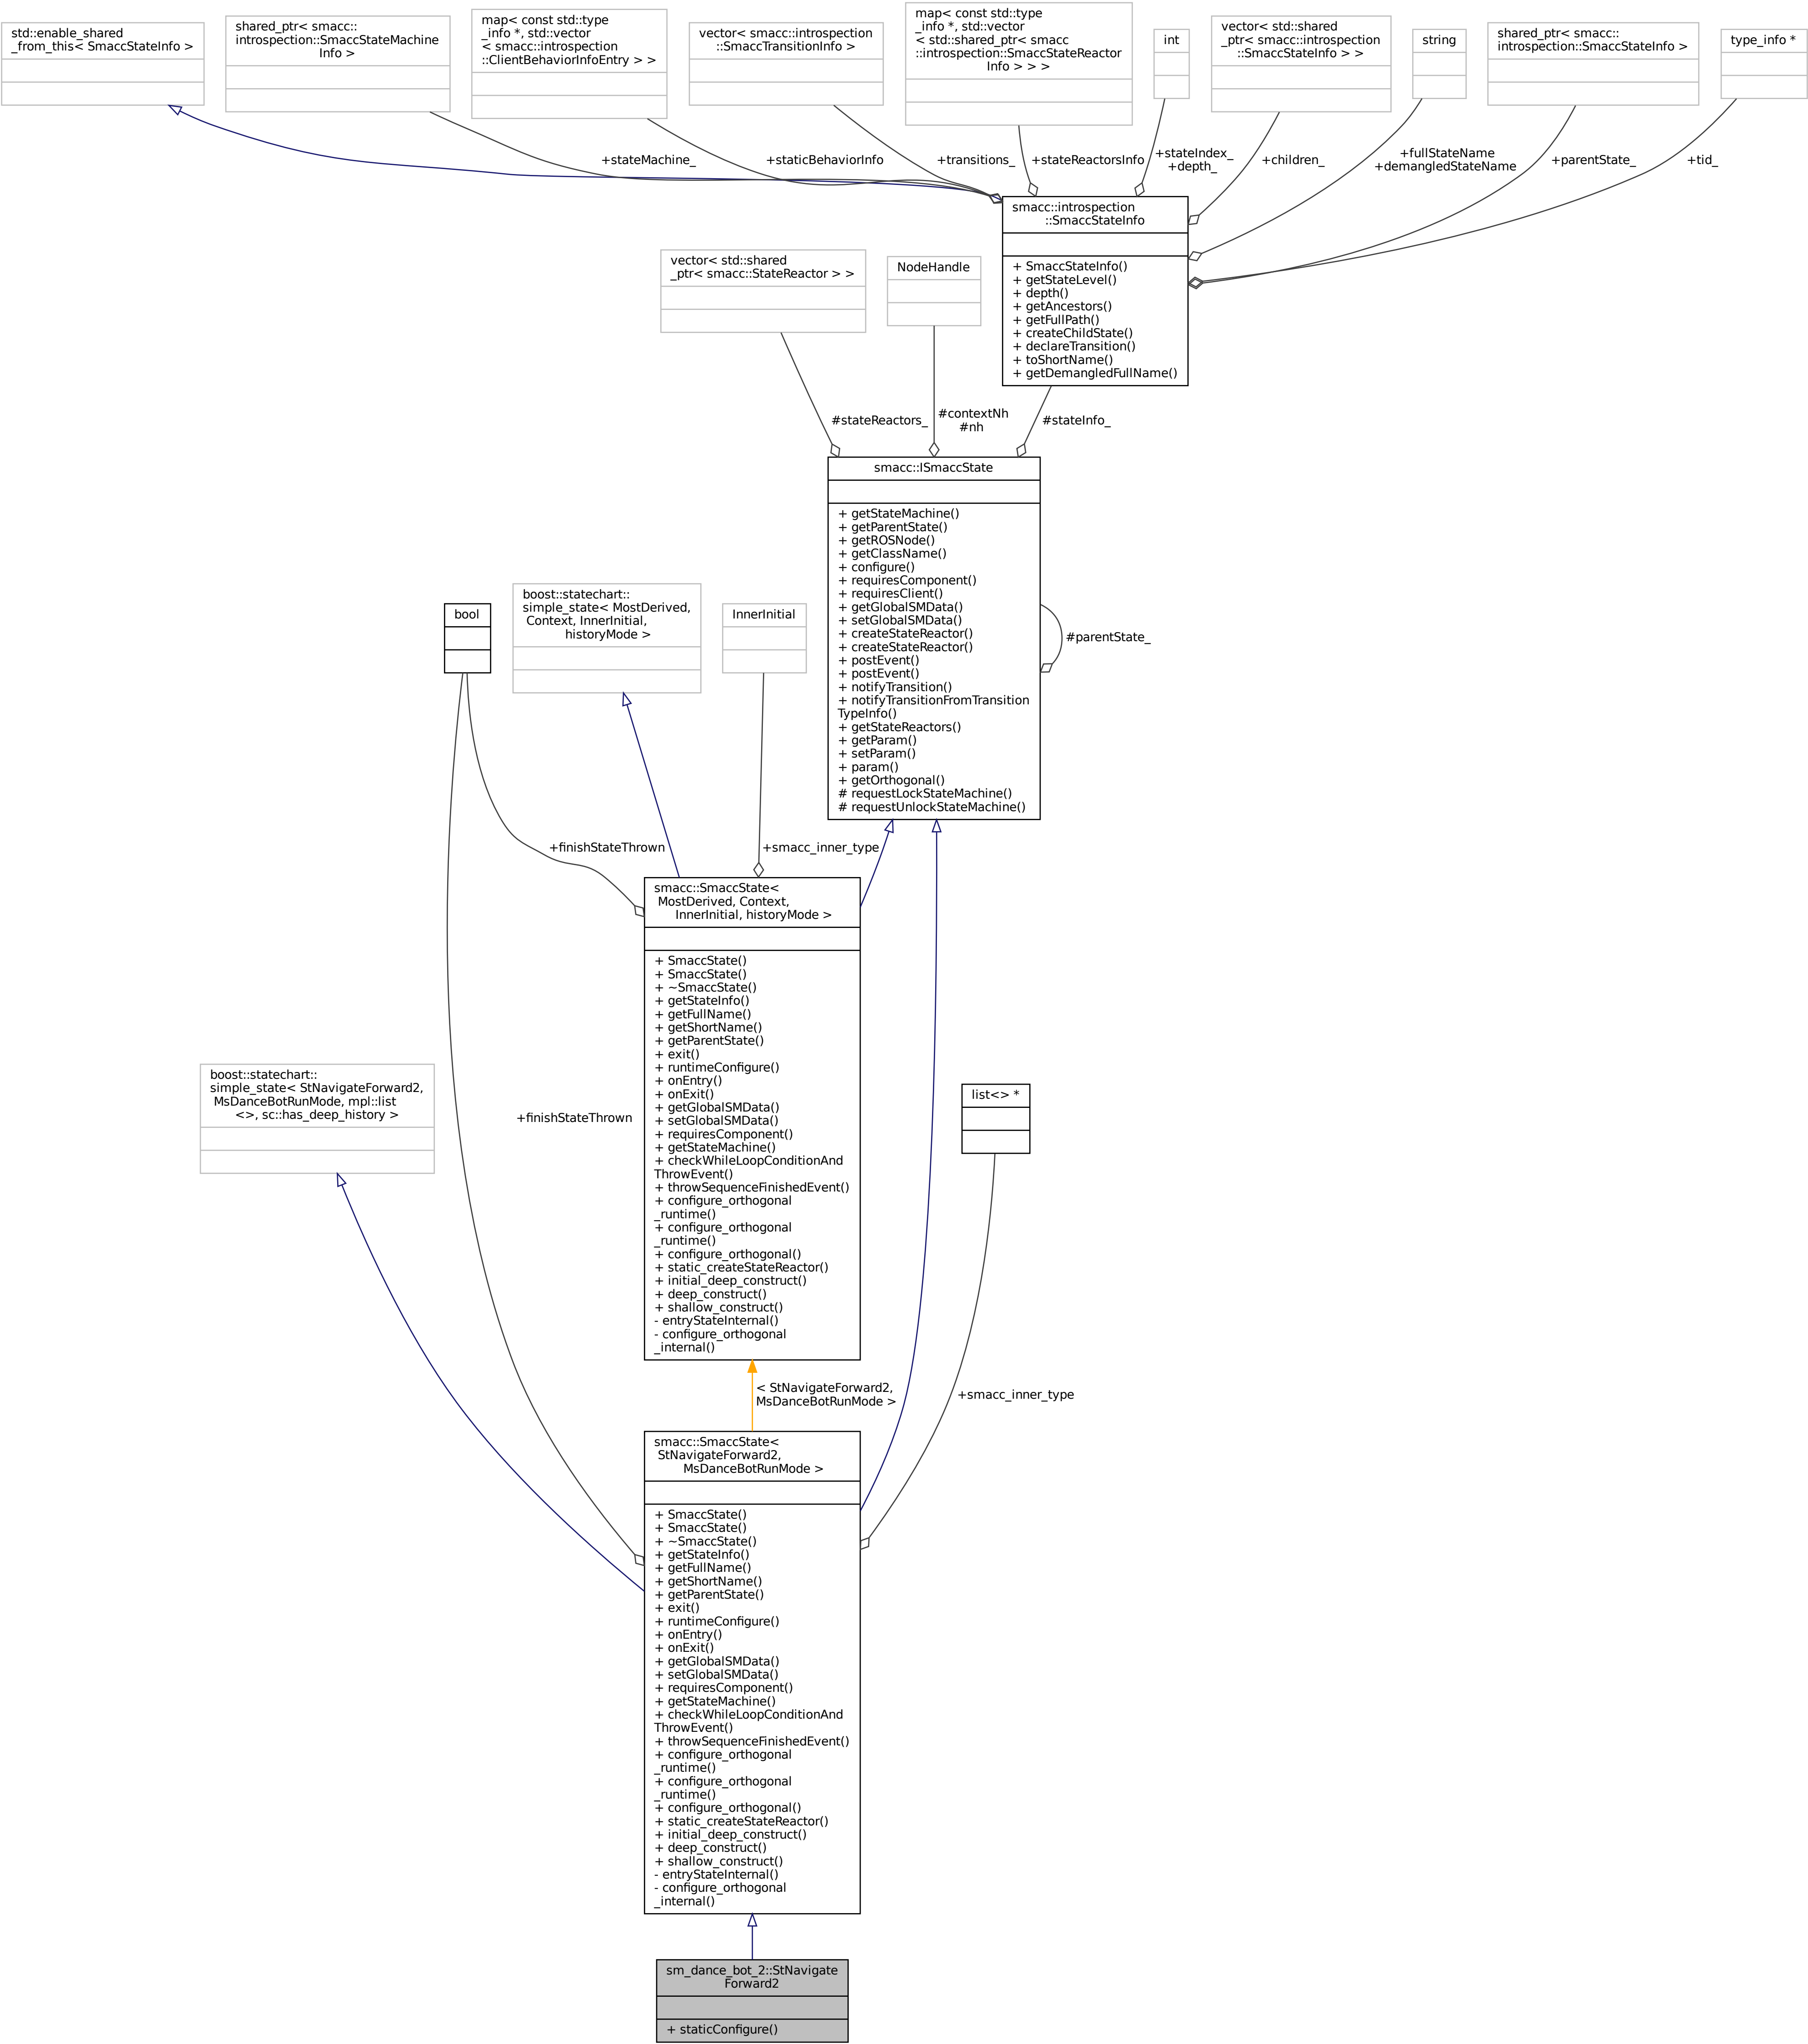 std::enable_shared
_from_this< SmaccStateInfo >
shared_ptr< smacc::
introspection::SmaccStateMachine
Info >
map< const std::type
_info *, std::vector
< smacc::introspection
::ClientBehaviorInfoEntry > >
vector< smacc::introspection
::SmaccTransitionInfo >
map< const std::type
_info *, std::vector
< std::shared_ptr< smacc
::introspection::SmaccStateReactor
Info > > >
int
vector< std::shared
_ptr< smacc::introspection
::SmaccStateInfo > >
string
shared_ptr< smacc::
introspection::SmaccStateInfo >
type_info *
+stateMachine_
+staticBehaviorInfo
+transitions_
+stateReactorsInfo
+stateIndex_
+depth_
+children_
+fullStateName
+demangledStateName
+parentState_
+tid_
smacc::introspection
::SmaccStateInfo
+ SmaccStateInfo()
+ getStateLevel()
+ depth()
+ getAncestors()
+ getFullPath()
+ createChildState()
+ declareTransition()
+ toShortName()
+ getDemangledFullName()
vector< std::shared
_ptr< smacc::StateReactor > >
NodeHandle
#stateReactors_
#contextNh
#nh
#stateInfo_
smacc::ISmaccState
+ getStateMachine()
+ getParentState()
+ getROSNode()
+ getClassName()
+ configure()
+ requiresComponent()
+ requiresClient()
+ getGlobalSMData()
+ setGlobalSMData()
+ createStateReactor()
+ createStateReactor()
+ postEvent()
+ postEvent()
+ notifyTransition()
+ notifyTransitionFromTransition
TypeInfo()
+ getStateReactors()
+ getParam()
+ setParam()
+ param()
+ getOrthogonal()
# requestLockStateMachine()
# requestUnlockStateMachine()
#parentState_
bool
boost::statechart::
simple_state< MostDerived,
Context, InnerInitial,
historyMode >
InnerInitial
+finishStateThrown
+smacc_inner_type
smacc::SmaccState<
MostDerived, Context,
InnerInitial, historyMode >
+ SmaccState()
+ SmaccState()
+ ~SmaccState()
+ getStateInfo()
+ getFullName()
+ getShortName()
+ getParentState()
+ exit()
+ runtimeConfigure()
+ onEntry()
+ onExit()
+ getGlobalSMData()
+ setGlobalSMData()
+ requiresComponent()
+ getStateMachine()
+ checkWhileLoopConditionAnd
ThrowEvent()
+ throwSequenceFinishedEvent()
+ configure_orthogonal
_runtime()
+ configure_orthogonal
_runtime()
+ configure_orthogonal()
+ static_createStateReactor()
+ initial_deep_construct()
+ deep_construct()
+ shallow_construct()
- entryStateInternal()
- configure_orthogonal
_internal()
boost::statechart::
simple_state< StNavigateForward2,
MsDanceBotRunMode, mpl::list
<>, sc::has_deep_history >
+finishStateThrown
list<> *
< StNavigateForward2,
MsDanceBotRunMode >
+smacc_inner_type
smacc::SmaccState<
StNavigateForward2,
MsDanceBotRunMode >
+ SmaccState()
+ SmaccState()
+ ~SmaccState()
+ getStateInfo()
+ getFullName()
+ getShortName()
+ getParentState()
+ exit()
+ runtimeConfigure()
+ onEntry()
+ onExit()
+ getGlobalSMData()
+ setGlobalSMData()
+ requiresComponent()
+ getStateMachine()
+ checkWhileLoopConditionAnd
ThrowEvent()
+ throwSequenceFinishedEvent()
+ configure_orthogonal
_runtime()
+ configure_orthogonal
_runtime()
+ configure_orthogonal()
+ static_createStateReactor()
+ initial_deep_construct()
+ deep_construct()
+ shallow_construct()
- entryStateInternal()
- configure_orthogonal
_internal()
sm_dance_bot_2::StNavigate
Forward2
+ staticConfigure()